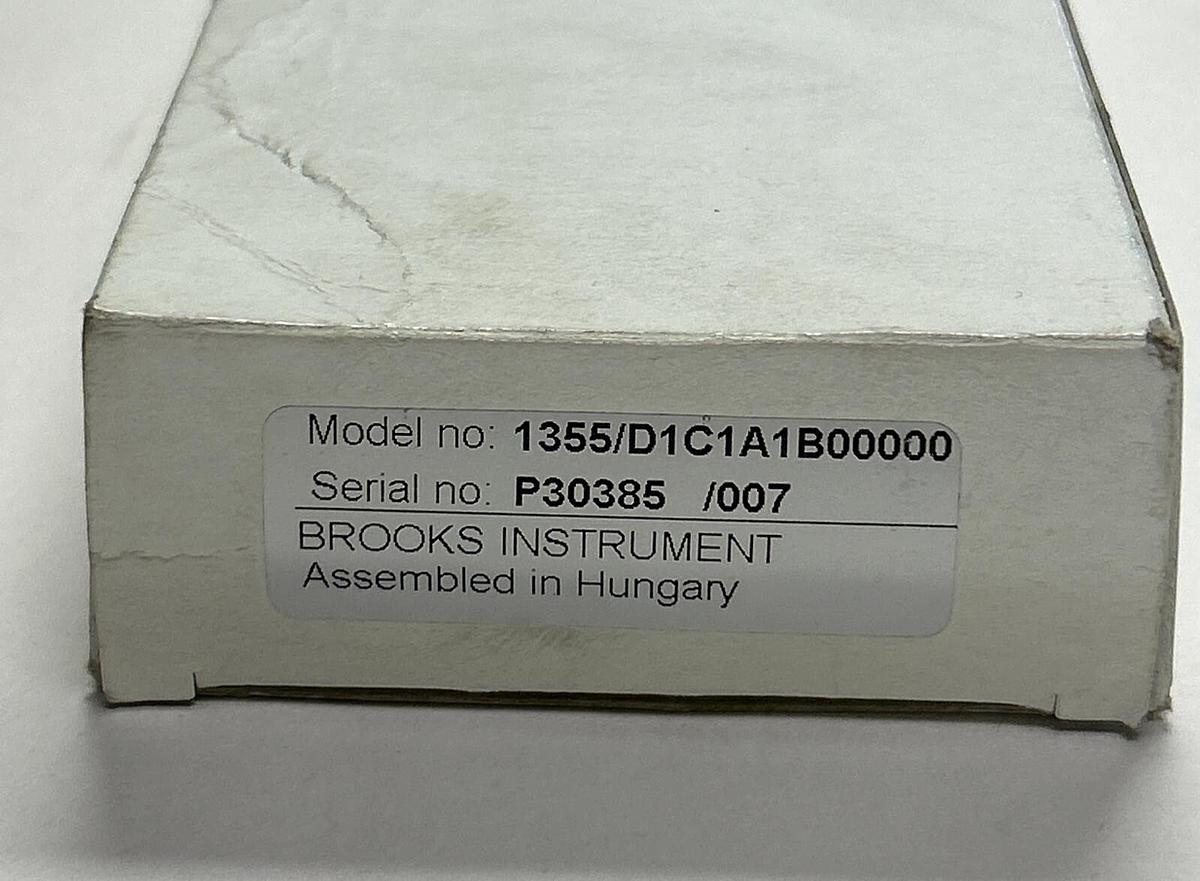 Model no: 1355/D1C1A1B00000
Serial no: P30385 /007
BROOKS INSTRUMENT
Assembled in Hungary